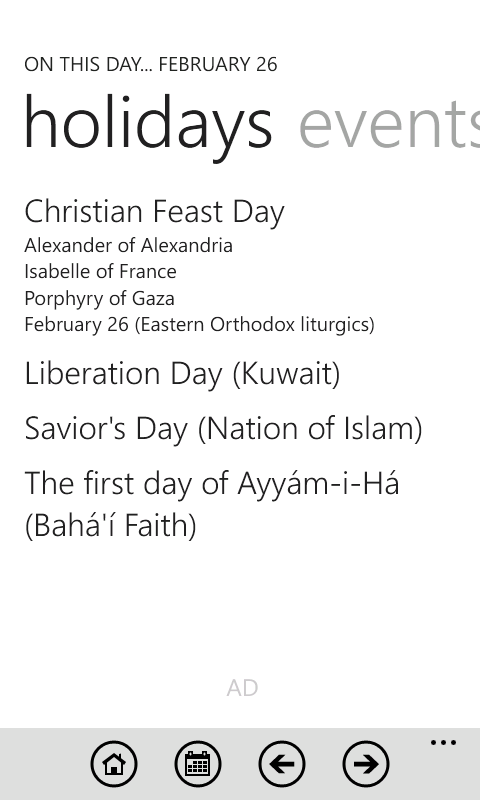 ON THIS DAY... FEBRUARY 26
holidays events
Christian Feast Day
Alexander of Alexandria
Isabelle of France
Porphyry of Gaza
February 26 (Eastern Orthodox liturgics)
Liberation Day (Kuwait)
Savior's Day (Nation of Islam)
The first day of Ayyám-i-Há
(Bahá'í Faith)
AD